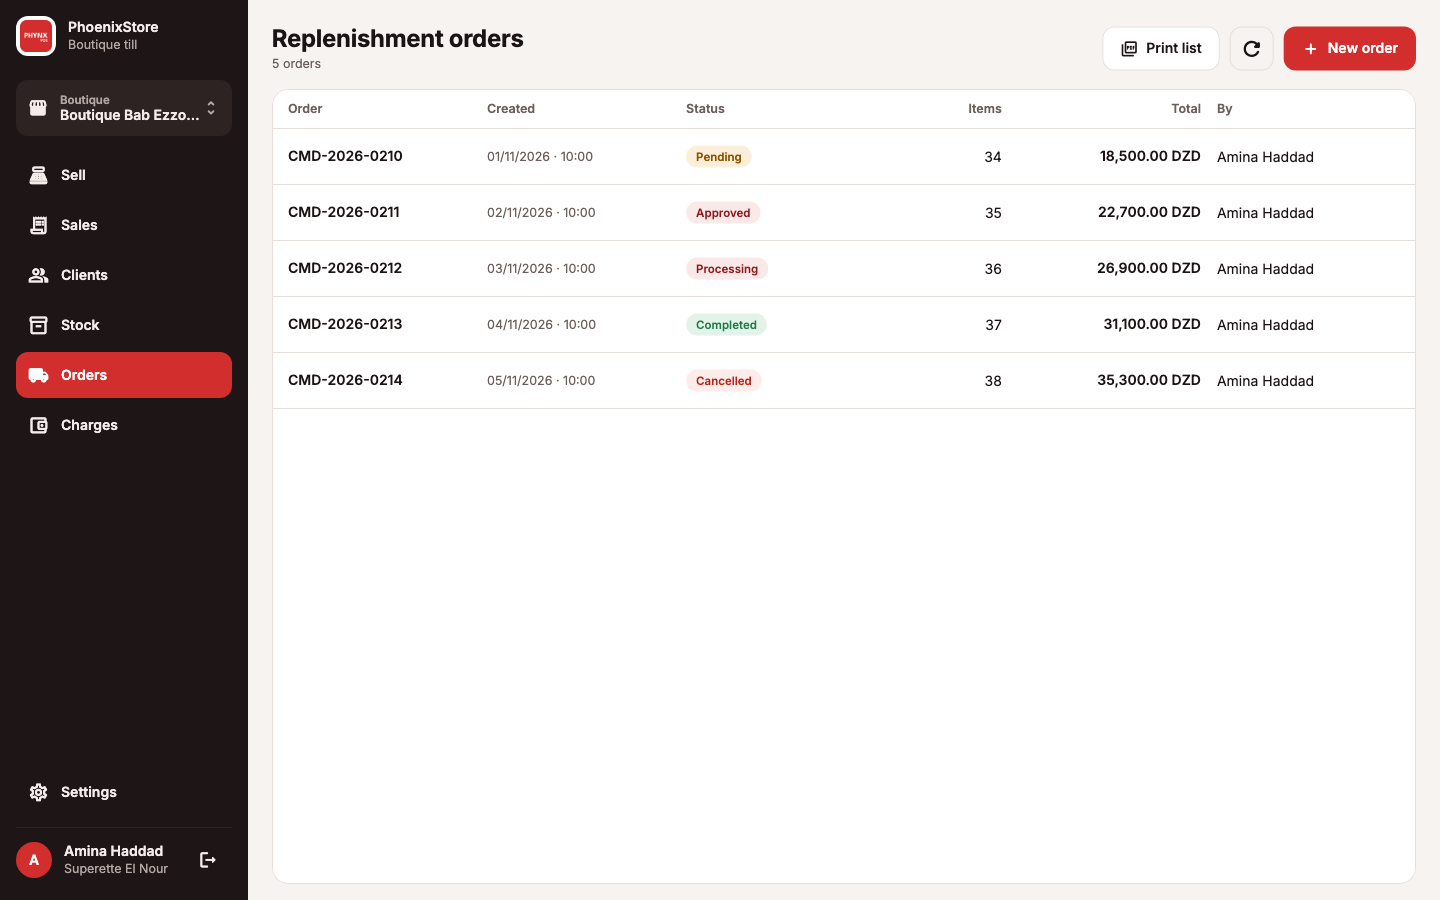 PHYNX
POS
PhoenixStore
Boutique till
Boutique
Boutique Bab Ezzo...
Sell
Sales
Clients
Stock
Orders
Charges
Settings
A
Amina Haddad
Superette El Nour
Replenishment orders
5 orders
Print list
New order
Order Created Status Items Total By
CMD-2026-0210 01/11/2026 · 10:00 Pending 34 18,500.00 DZD Amina Haddad
CMD-2026-0211 02/11/2026 · 10:00 Approved 35 22,700.00 DZD Amina Haddad
CMD-2026-0212 03/11/2026 · 10:00 Processing 36 26,900.00 DZD Amina Haddad
CMD-2026-0213 04/11/2026 · 10:00 Completed 37 31,100.00 DZD Amina Haddad
CMD-2026-0214 05/11/2026 · 10:00 Cancelled 38 35,300.00 DZD Amina Haddad